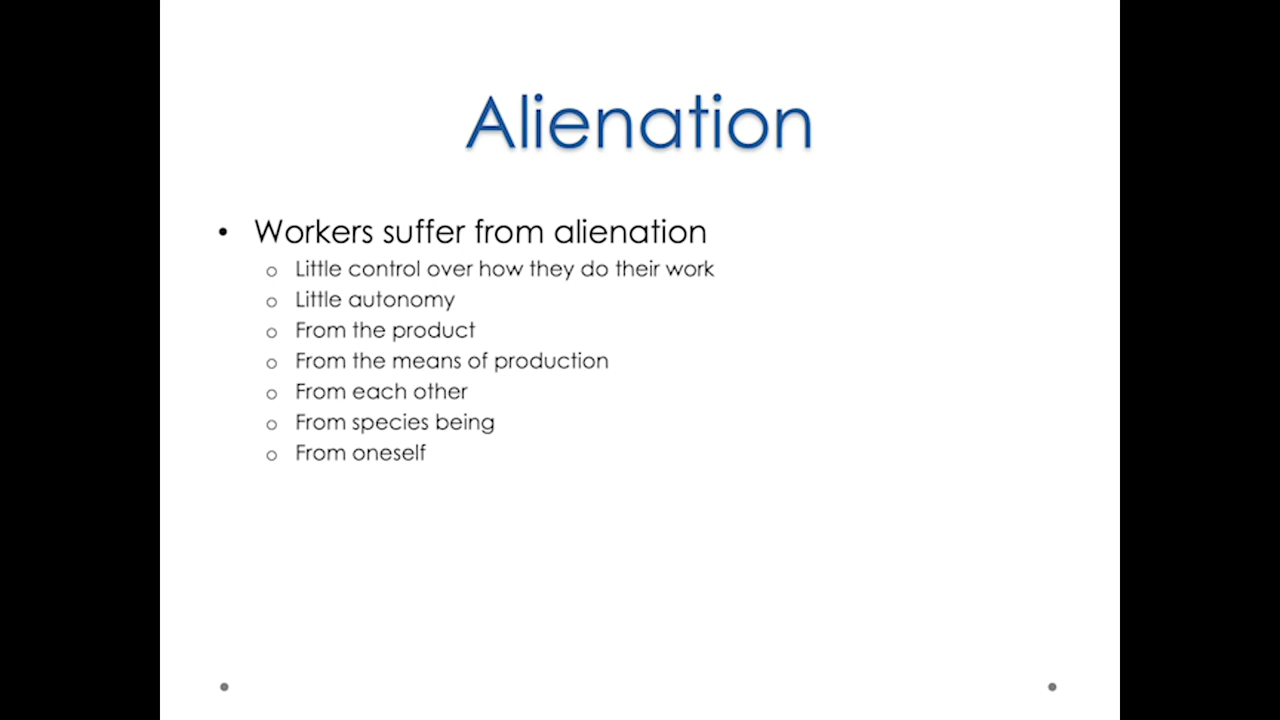 Alienation
• Workers suffer from alienation
o Little control over how they do their work
o Little autonomy
o From the product
o From the means of production
o From each other
o From species being
o From oneself